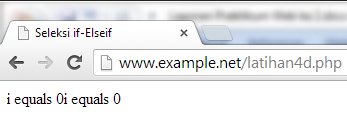 Seleksi if-Elseif
www.example.net/latihan4d.php
i equals 0i equals 0